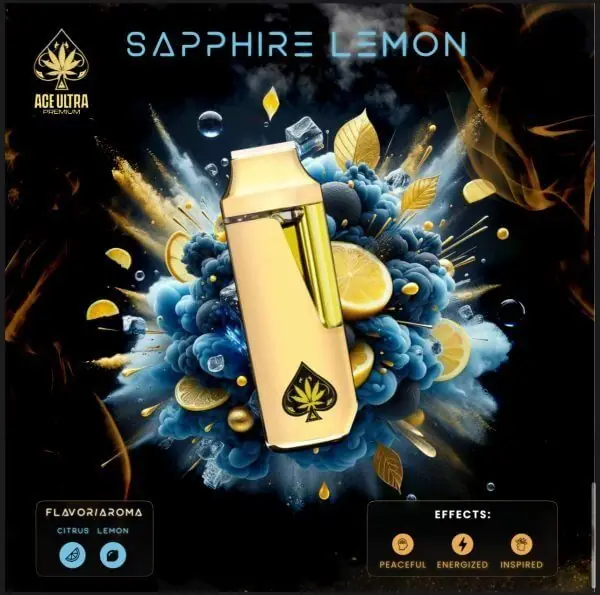 SAPPHIRE LEMON
ACE ULTRA
PREMIUM
FLAVOR/AROMA
CITRUS LEMON
EFFECTS:
PEACEFUL ENERGIZED INSPIRED